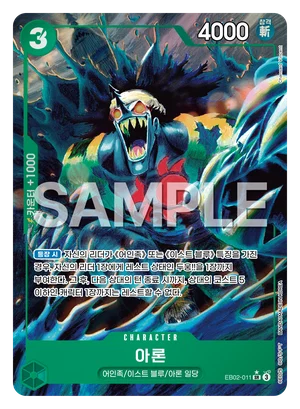 3
4000
참격
斬
카운터 +1000
SAMPLE
등장 시 자신의 리더가 《어인족》 또는 《이스트 블루》 특징을 가진
경우, 자신의 리더 1장에게 레스트 상태인 두웅!!을 1장까지
부여한다. 그 후, 다음 상대의 턴 종료 시까지, 상대의 코스트 5
이하인 캐릭터 1장까지는 레스트할 수 없다.
CHARACTER
아론
어인족/이스트 블루/아론 일당
EB02-011